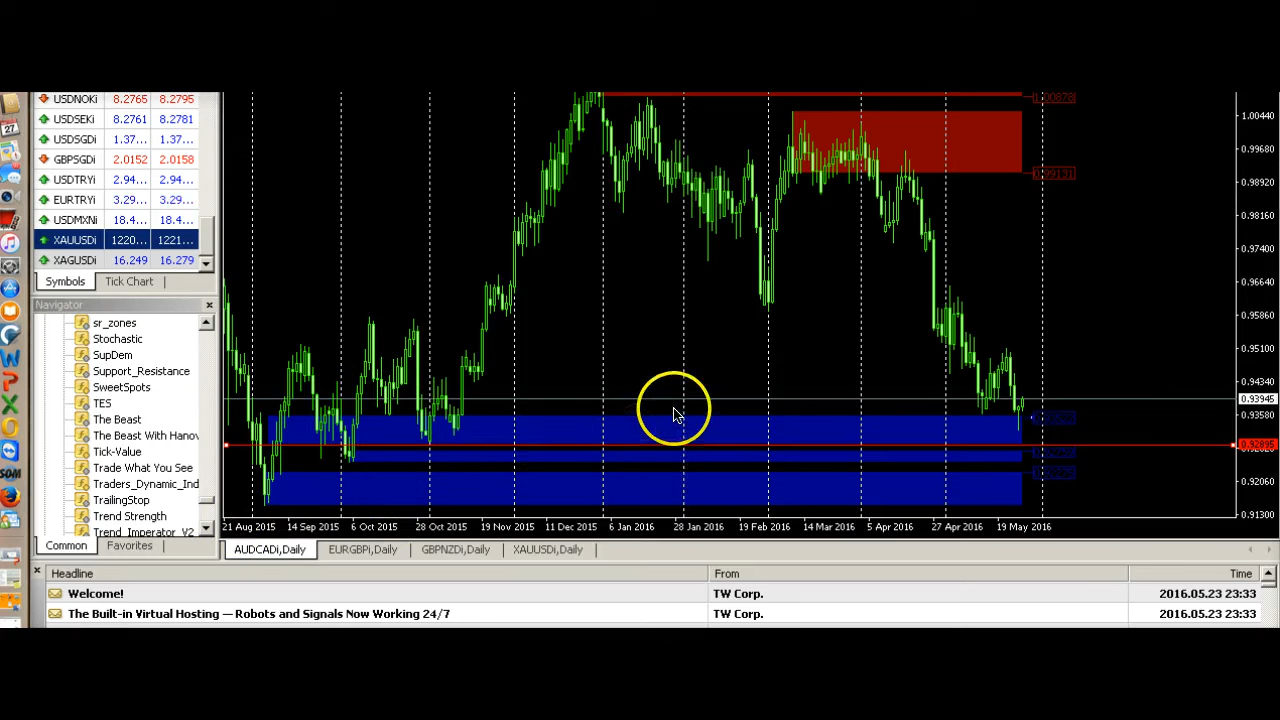 USDNOKi 8.2765 8.2795
USDSEKi 8.2761 8.2781
USDSGDi 1.37... 1.37...
GBPSGDi 2.0152 2.0158
USDTRYi 2.94... 2.94...
EURTRYi 3.29... 3.29...
USDMXNi 18.4... 18.4...
XAUUSDi 1220... 1221...
XAGUSDi 16.249 16.279
Symbols Tick Chart
Navigator
sr_zones
Stochastic
SupDem
Support_Resistance
SweetSpots
TES
The Beast
The Beast With Hanov
Tick-Value
Trade What You See
Traders_Dynamic_Ind
TrailingStop
Trend Strength
Trend_Imperator_V2
Common Favorites
1.00878
0.99131
1.00440
0.99680
0.98920
0.98160
0.97400
0.96640
0.95860
0.95100
0.94340
0.93945
0.93580
0.92895
0.92060
0.91300
21 Aug 2015 14 Sep 2015 6 Oct 2015 28 Oct 2015 19 Nov 2015 11 Dec 2015 6 Jan 2016 28 Jan 2016 19 Feb 2016 14 Mar 2016 5 Apr 2016 27 Apr 2016 19 May 2016
AUDCADi,Daily EURGBPi,Daily GBPNZDi,Daily XAUUSDi,Daily
Headline From Time
Welcome! TW Corp. 2016.05.23 23:33
The Built-in Virtual Hosting — Robots and Signals Now Working 24/7 TW Corp. 2016.05.23 23:33